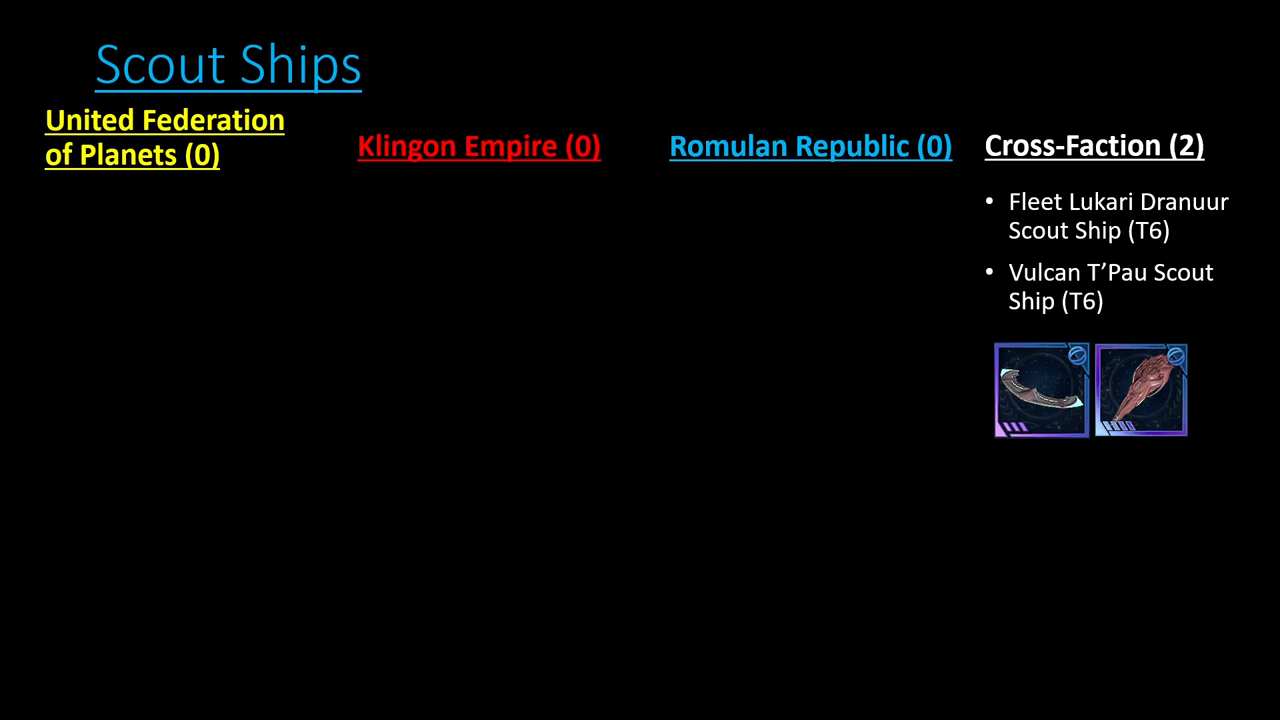 Scout Ships
United Federation
of Planets (0)
Klingon Empire (0)
Romulan Republic (0)
Cross-Faction (2)
• Fleet Lukari Dranuur
Scout Ship (T6)
• Vulcan T’Pau Scout
Ship (T6)